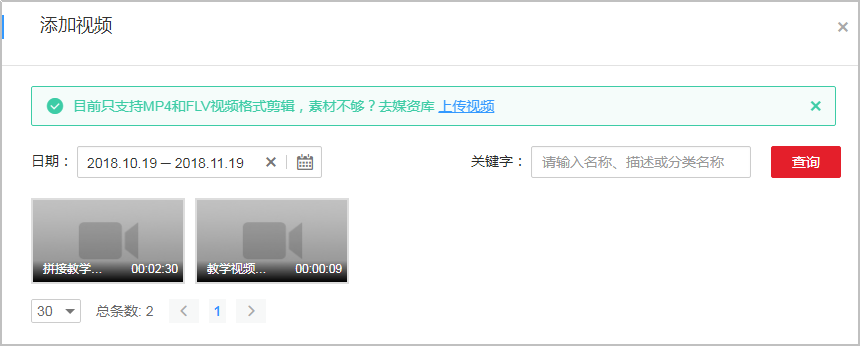 添加视频
目前只支持MP4和FLV视频格式剪辑，素材不够？去媒资库 上传视频
日期： 2018.10.19 – 2018.11.19 关键字： 请输入名称、描述或分类名称 查询
拼接教学... 00:02:30 教学视频... 00:00:09
30 总条数: 2 1